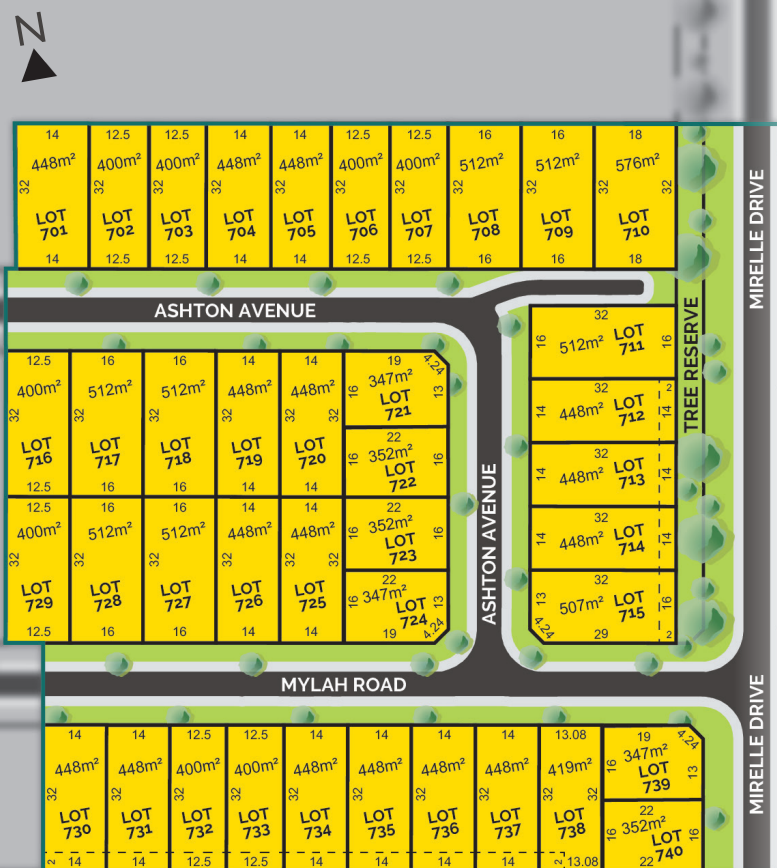 N
14 12.5 12.5 14 14 12.5 12.5 16 16 18
448m² 400m² 400m² 448m² 448m² 400m² 400m² 512m² 512m² 576m²
32 32 32 32 32 32 32 32 32 32 32
LOT 701 LOT 702 LOT 703 LOT 704 LOT 705 LOT 706 LOT 707 LOT 708 LOT 709 LOT 710
14 12.5 12.5 14 14 12.5 12.5 16 16 18
MIRELLE DRIVE
ASHTON AVENUE
TREE RESERVE
32
16 512m² LOT 711 16
32 2
14 448m² LOT 712 14
32
14 448m² LOT 713 14
32
14 448m² LOT 714 14
32
13 507m² LOT 715 16
4.24 29 2
ASHTON AVENUE
12.5 16 16 14 14 19 4.24
400m² 512m² 512m² 448m² 448m² 16 347m² 13
LOT 721
32 32 32 32 32 32
LOT 716 LOT 717 LOT 718 LOT 719 LOT 720
22
16 352m² 16
LOT 722
12.5 16 16 14 14
12.5 16 16 14 14 22
400m² 512m² 512m² 448m² 448m² 16 352m² 16
LOT 723
32 32 32 32 32 32
LOT 729 LOT 728 LOT 727 LOT 726 LOT 725
22
16 347m² 13
LOT 724
12.5 16 16 14 14 19 4.24
MYLAH ROAD
MIRELLE DRIVE
14 14 12.5 12.5 14 14 14 14 13.08 19 4.24
448m² 448m² 400m² 400m² 448m² 448m² 448m² 448m² 419m² 16 347m² 13
LOT 739
32 32 32 32 32 32 32 32 32 32
LOT 730 LOT 731 LOT 732 LOT 733 LOT 734 LOT 735 LOT 736 LOT 737 LOT 738
22
16 352m² 16
LOT 740
2 14 14 12.5 12.5 14 14 14 14 2 13.08 22